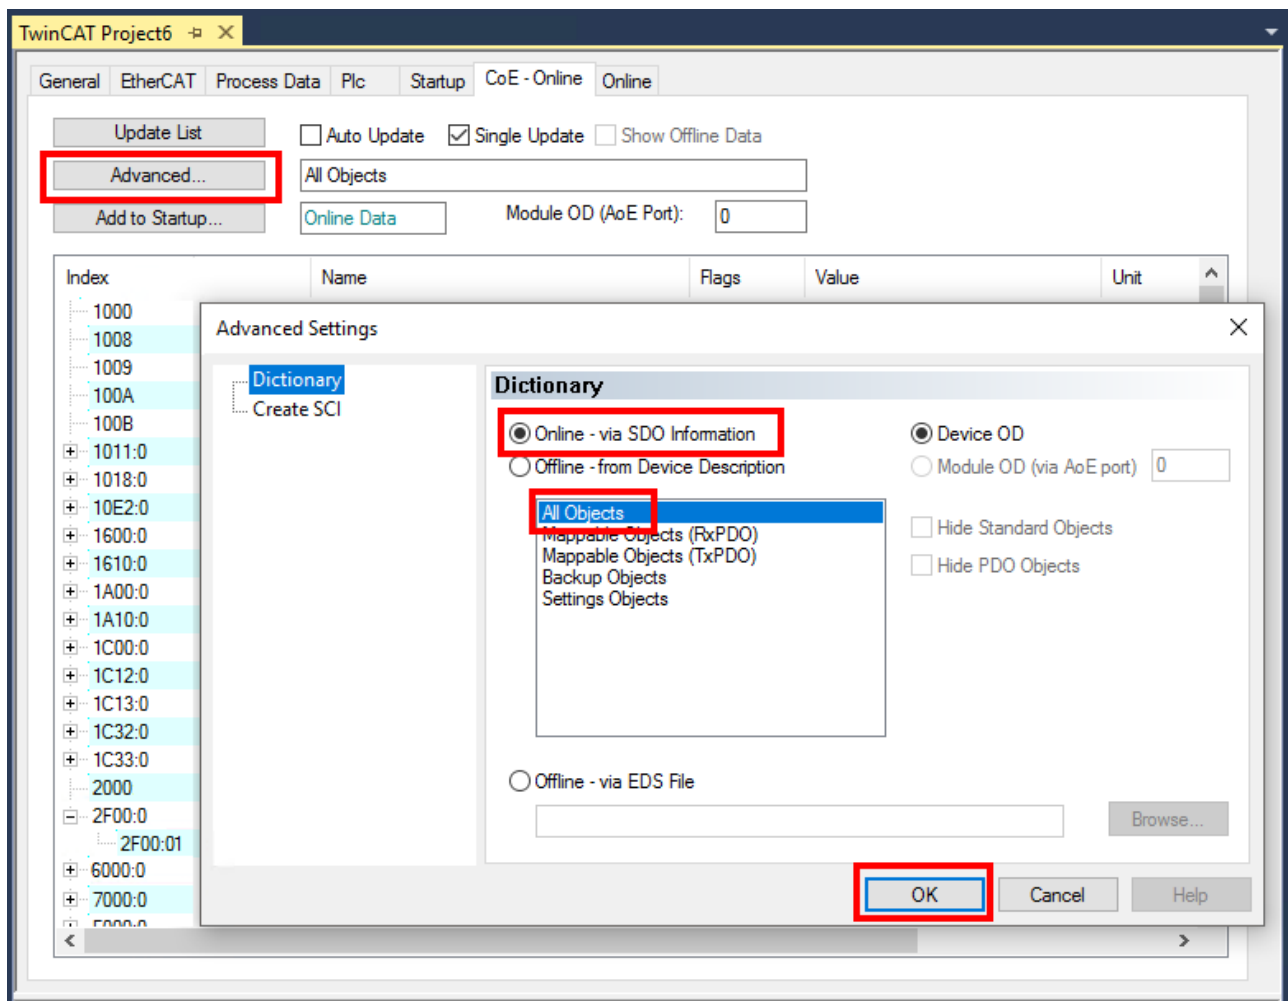 TwinCAT Project6
General EtherCAT Process Data Plc Startup CoE - Online Online
Update List Auto Update Single Update Show Offline Data
Advanced... All Objects
Add to Startup... Online Data Module OD (AoE Port): 0
Index Name Flags Value Unit
1000
1008
1009
100A
100B
1011:0
1018:0
10E2:0
1600:0
1610:0
1A00:0
1A10:0
1C00:0
1C12:0
1C13:0
1C32:0
1C33:0
2000
2F00:0
2F00:01
6000:0
7000:0
Advanced Settings
Dictionary
Create SCI
Dictionary
Online - via SDO Information Device OD
Offline - from Device Description Module OD (via AoE port) 0
All Objects
Mappable Objects (RxPDO)
Mappable Objects (TxPDO)
Backup Objects
Settings Objects
Hide Standard Objects
Hide PDO Objects
Offline - via EDS File
Browse...
OK Cancel Help